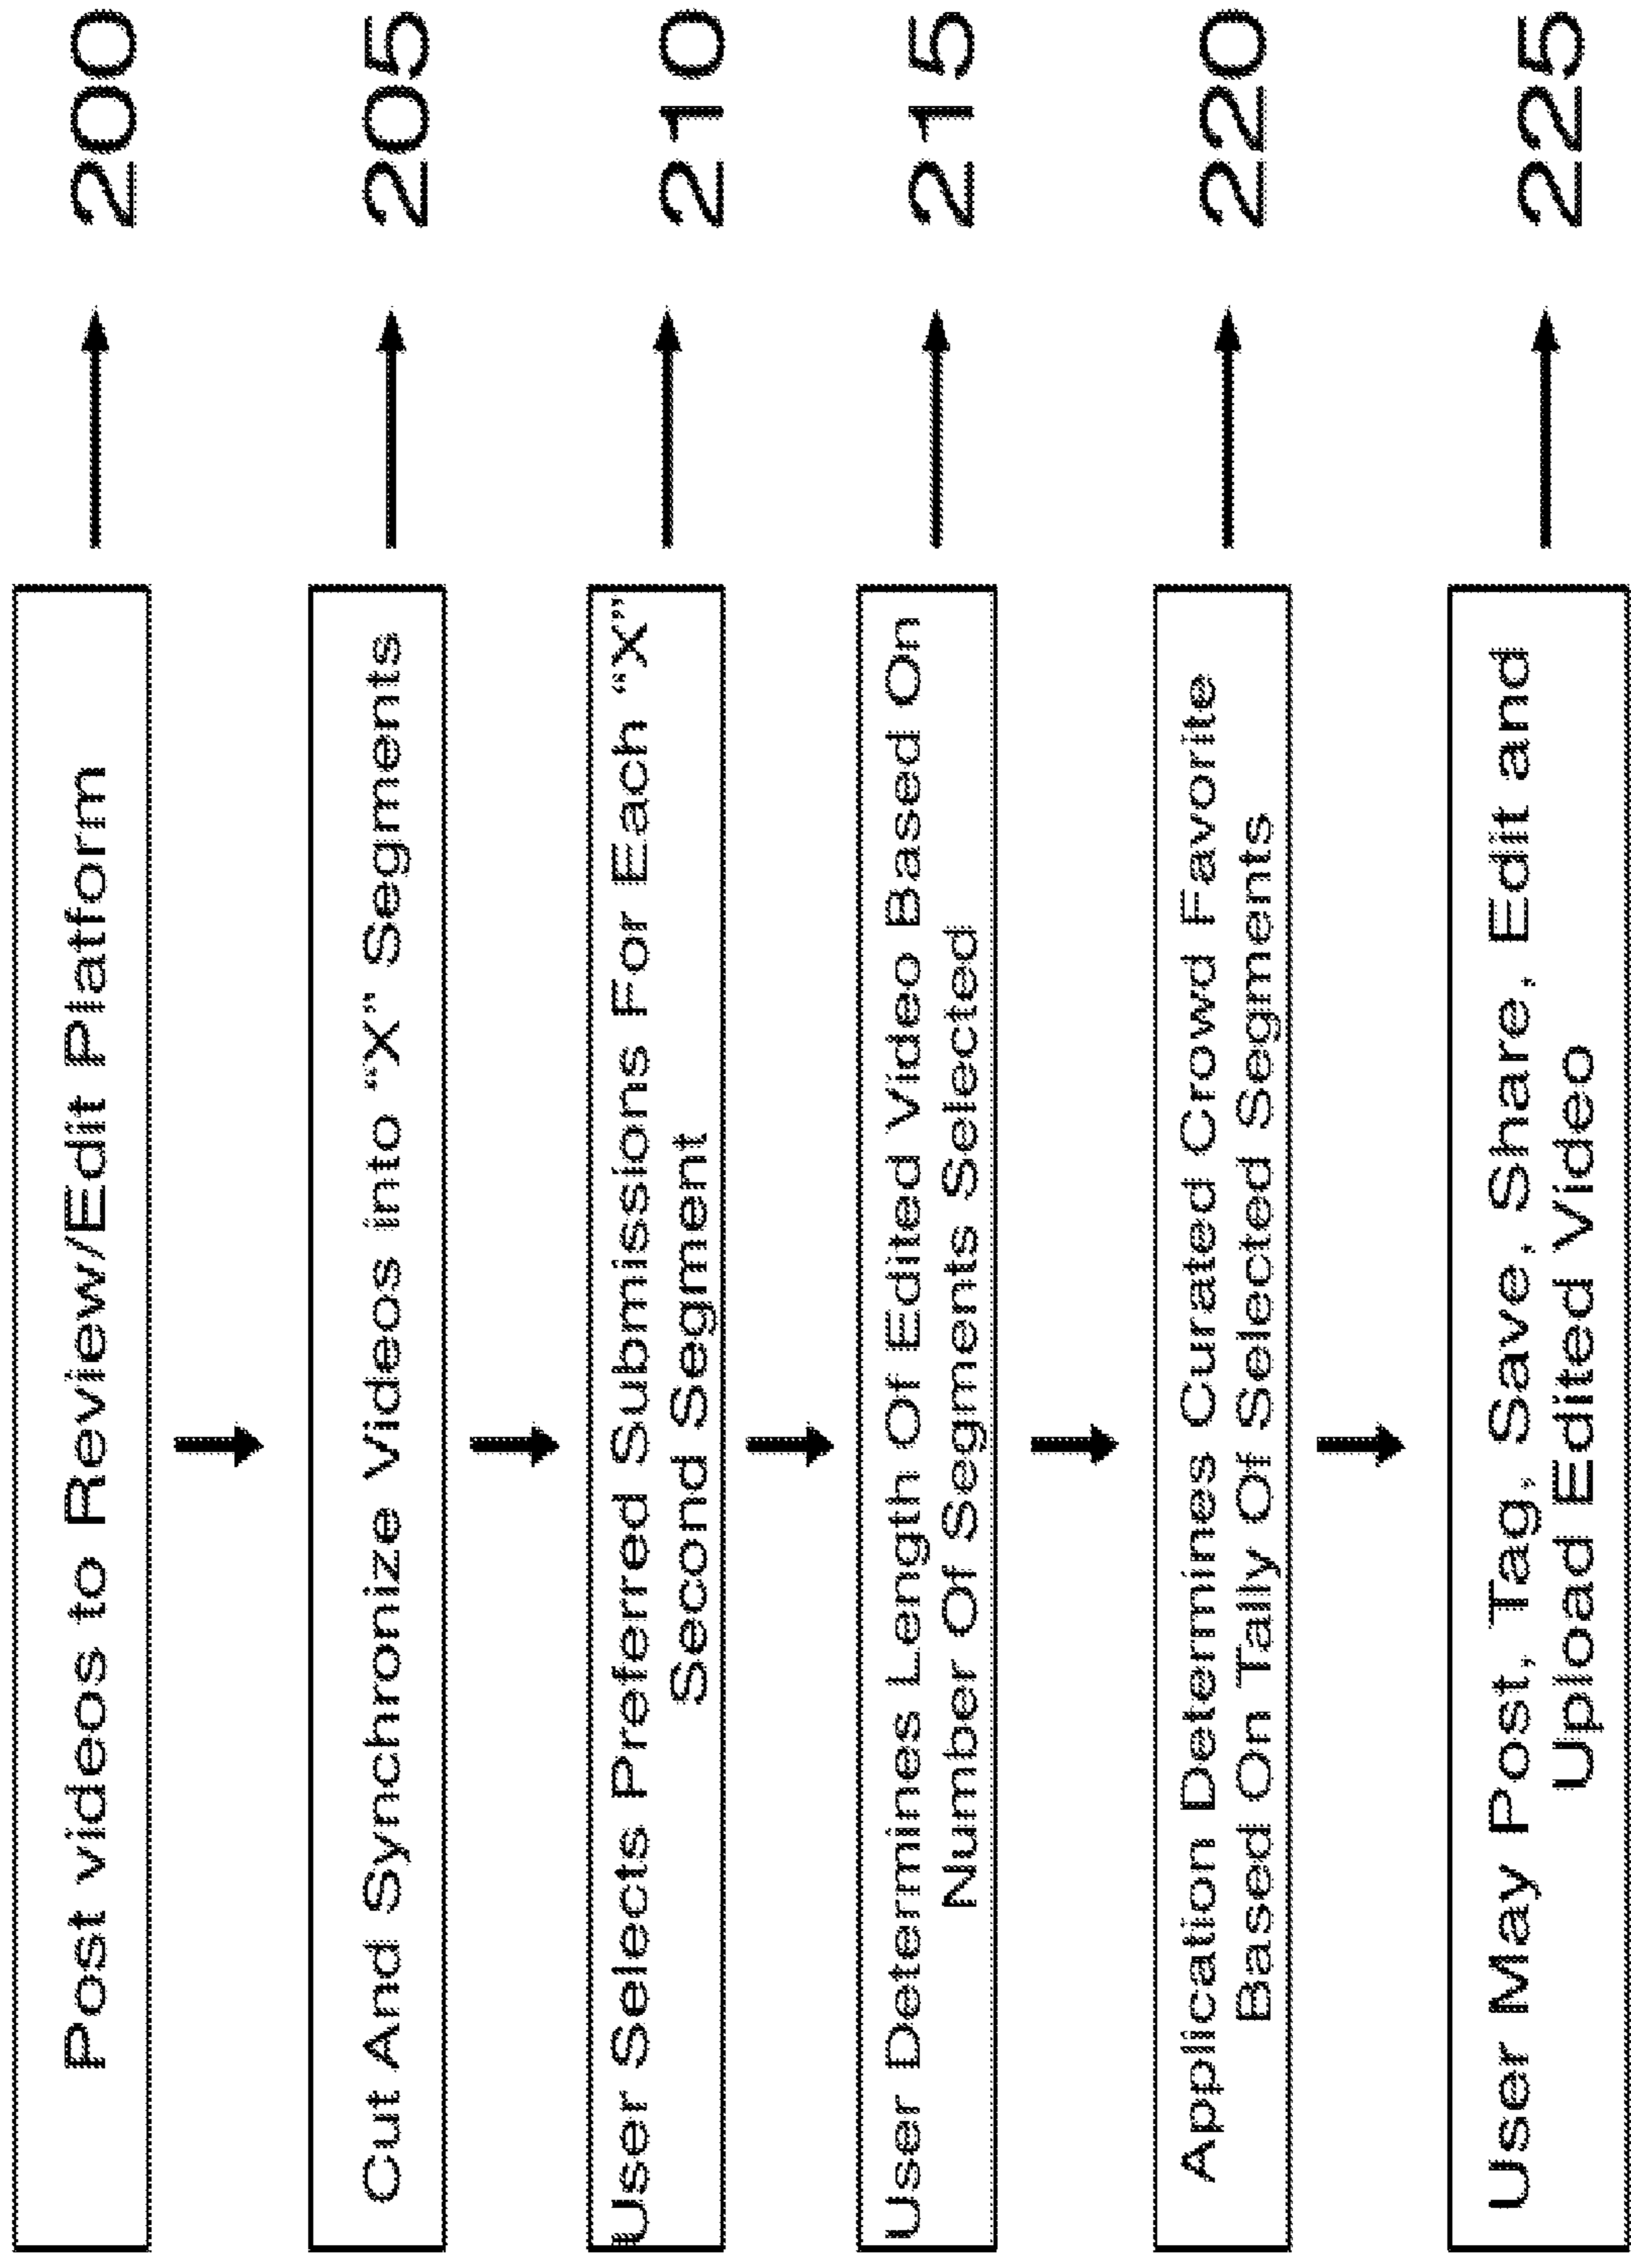 Post videos to Review/Edit Platform
200
Cut And Synchronize Videos into "X" Segments
205
User Selects Preferred Submissions For Each "X"
Second Segment
210
User Determines Length Of Edited Video Based On
Number Of Segments Selected
215
Application Determines Curated Crowd Favorite
Based On Tally Of Selected Segments
220
User May Post, Tag, Save, Share, Edit and
Upload Edited Video
225